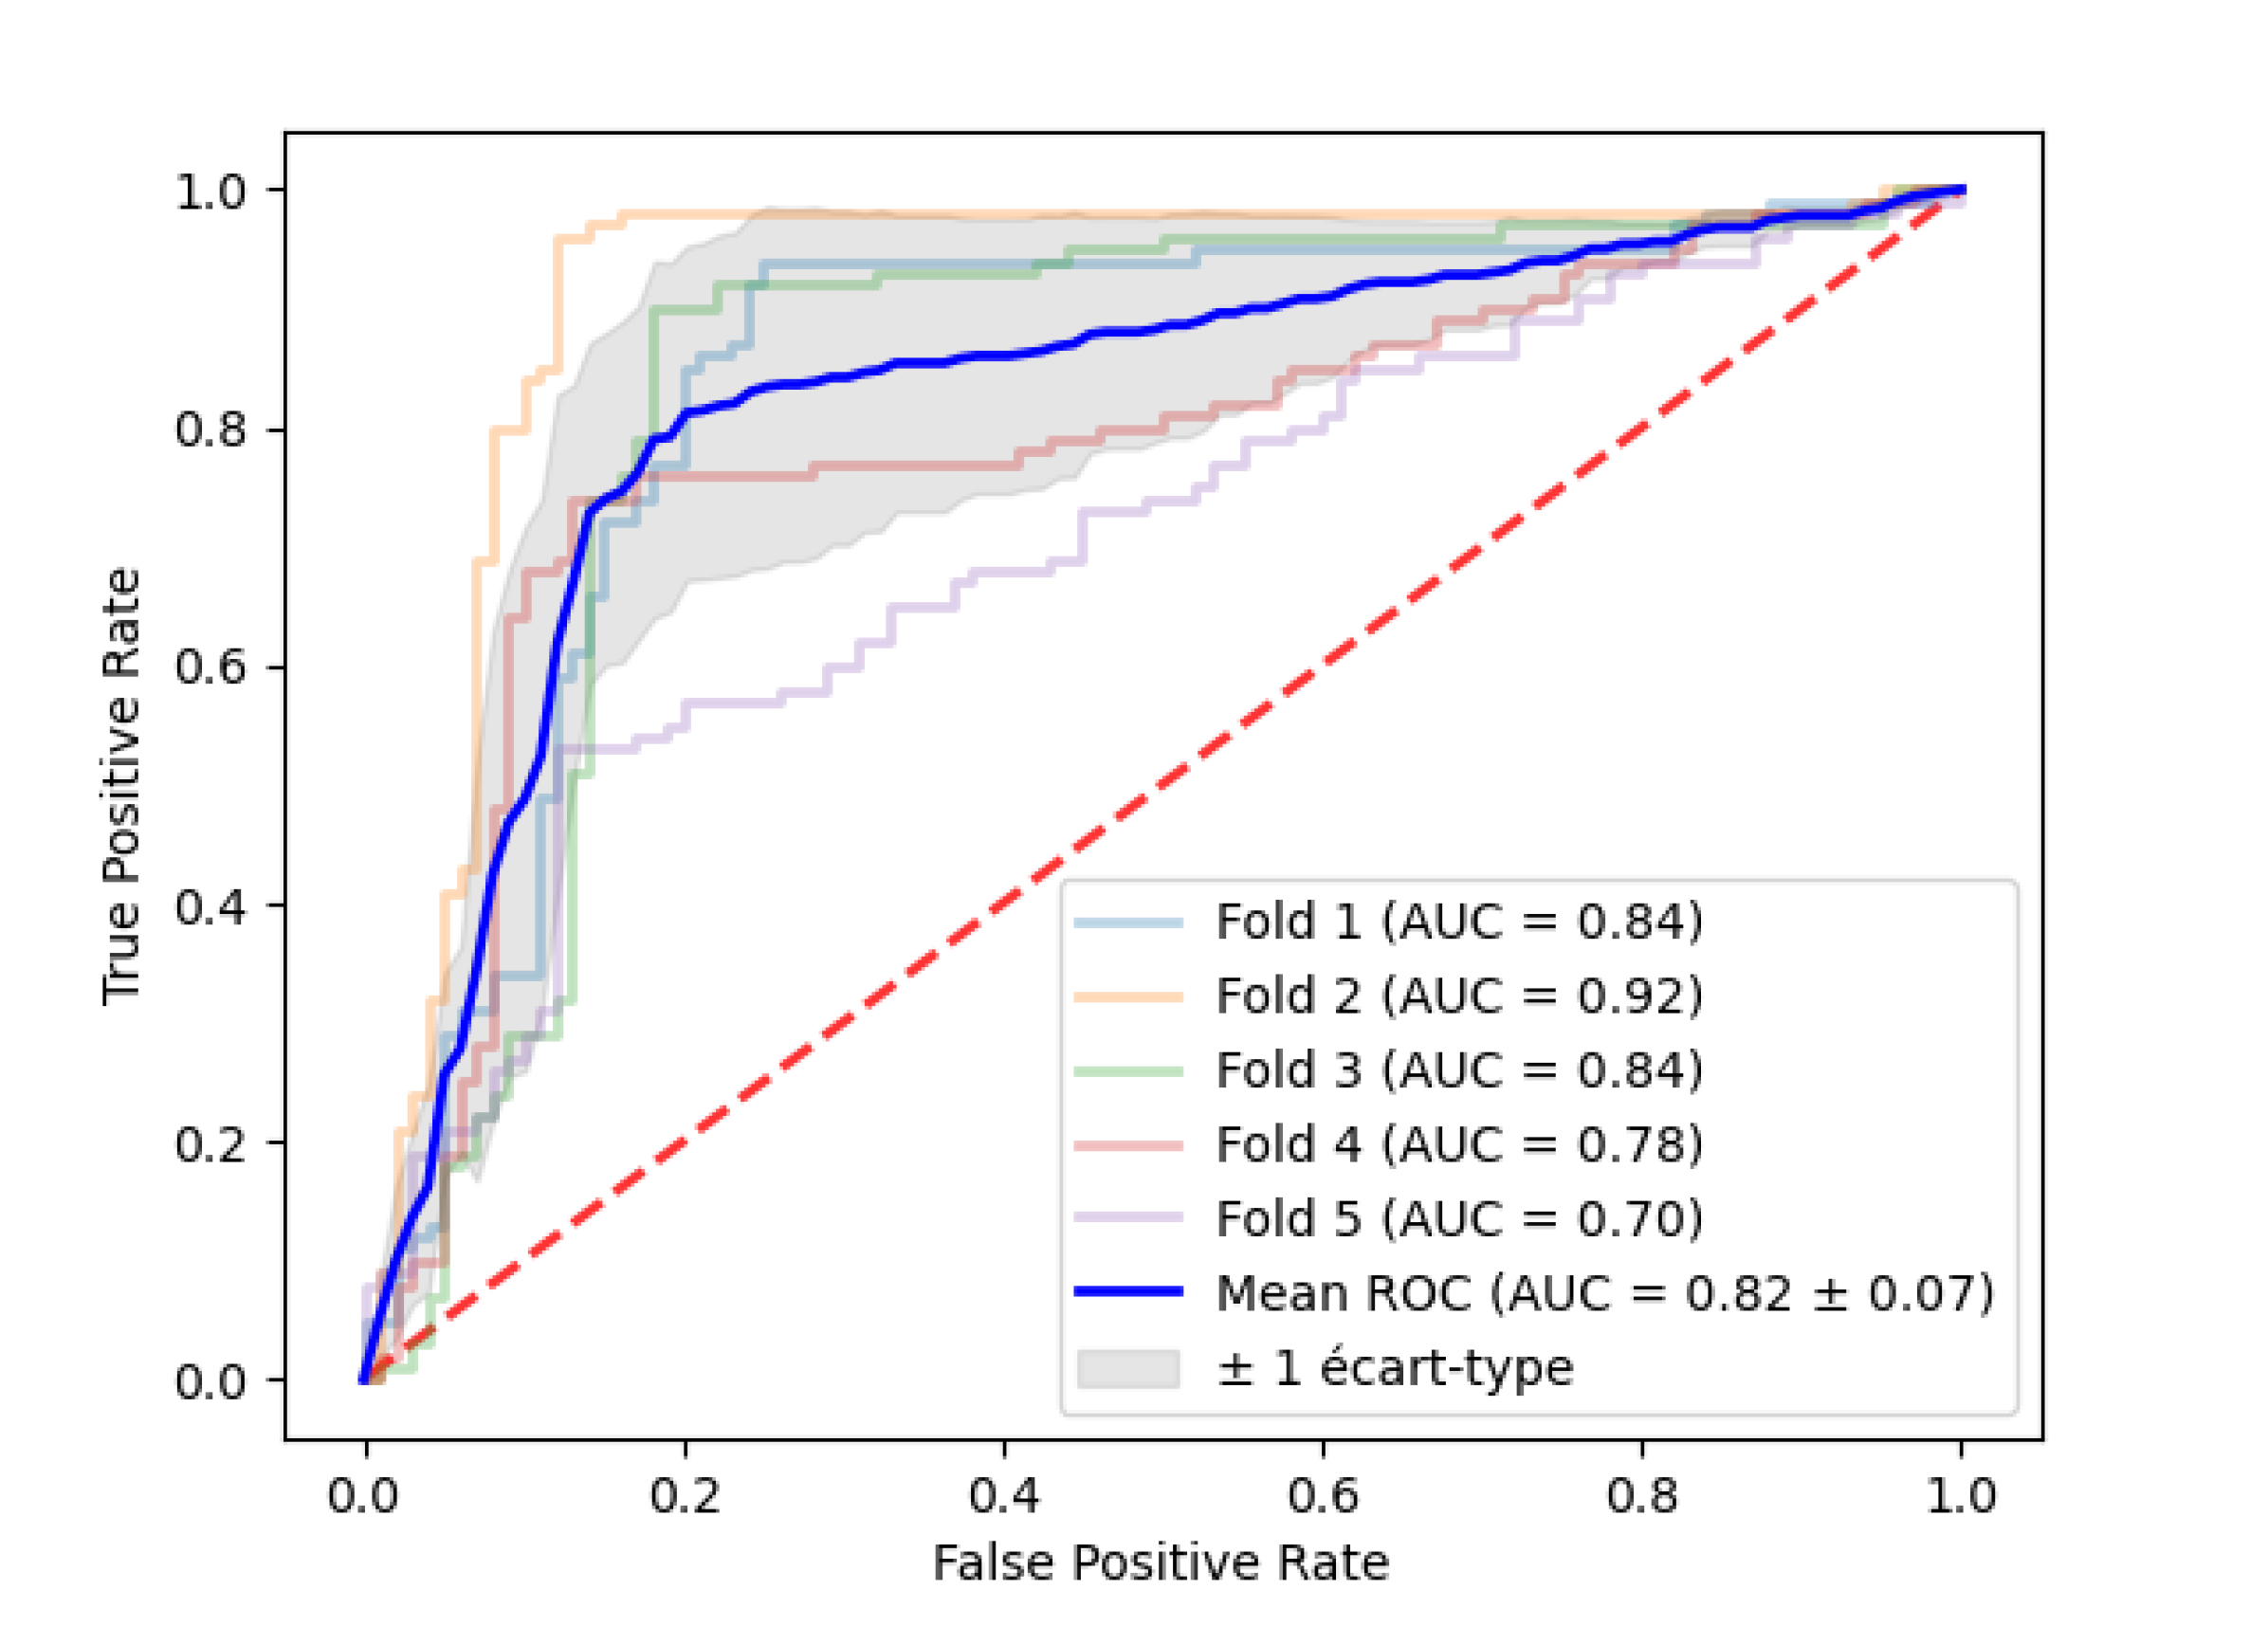 1.0
0.8
0.6
0.4
0.2
0.0
True Positive Rate
Fold 1 (AUC = 0.84)
Fold 2 (AUC = 0.92)
Fold 3 (AUC = 0.84)
Fold 4 (AUC = 0.78)
Fold 5 (AUC = 0.70)
Mean ROC (AUC = 0.82 ± 0.07)
± 1 écart-type
0.0 0.2 0.4 0.6 0.8 1.0
False Positive Rate